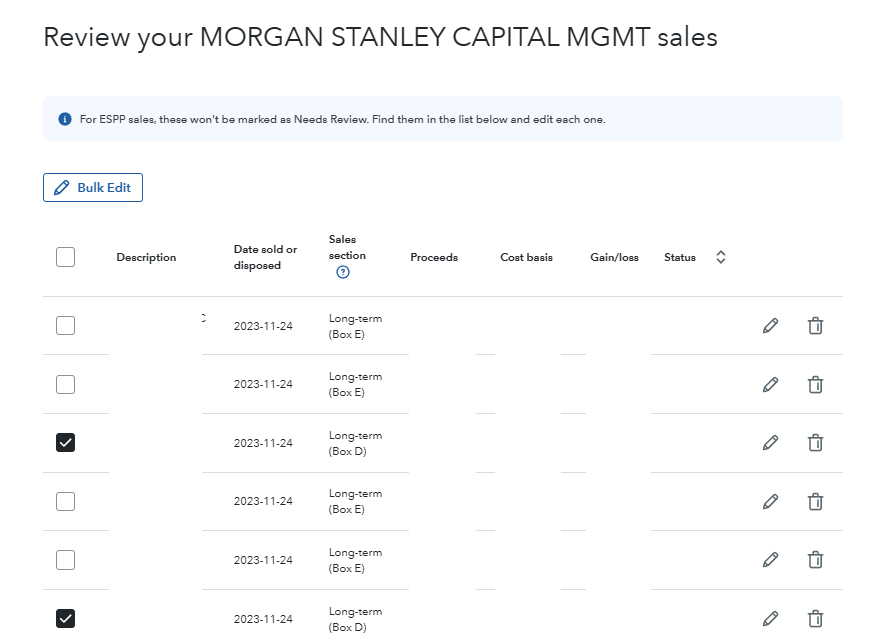 Review your MORGAN STANLEY CAPITAL MGMT sales
For ESPP sales, these won't be marked as Needs Review. Find them in the list below and edit each one.
Bulk Edit
Description
Date sold or
disposed
Sales
section
Proceeds
Cost basis
Gain/loss
Status
2023-11-24
Long-term
(Box E)
2023-11-24
Long-term
(Box E)
2023-11-24
Long-term
(Box D)
2023-11-24
Long-term
(Box E)
2023-11-24
Long-term
(Box E)
2023-11-24
Long-term
(Box D)